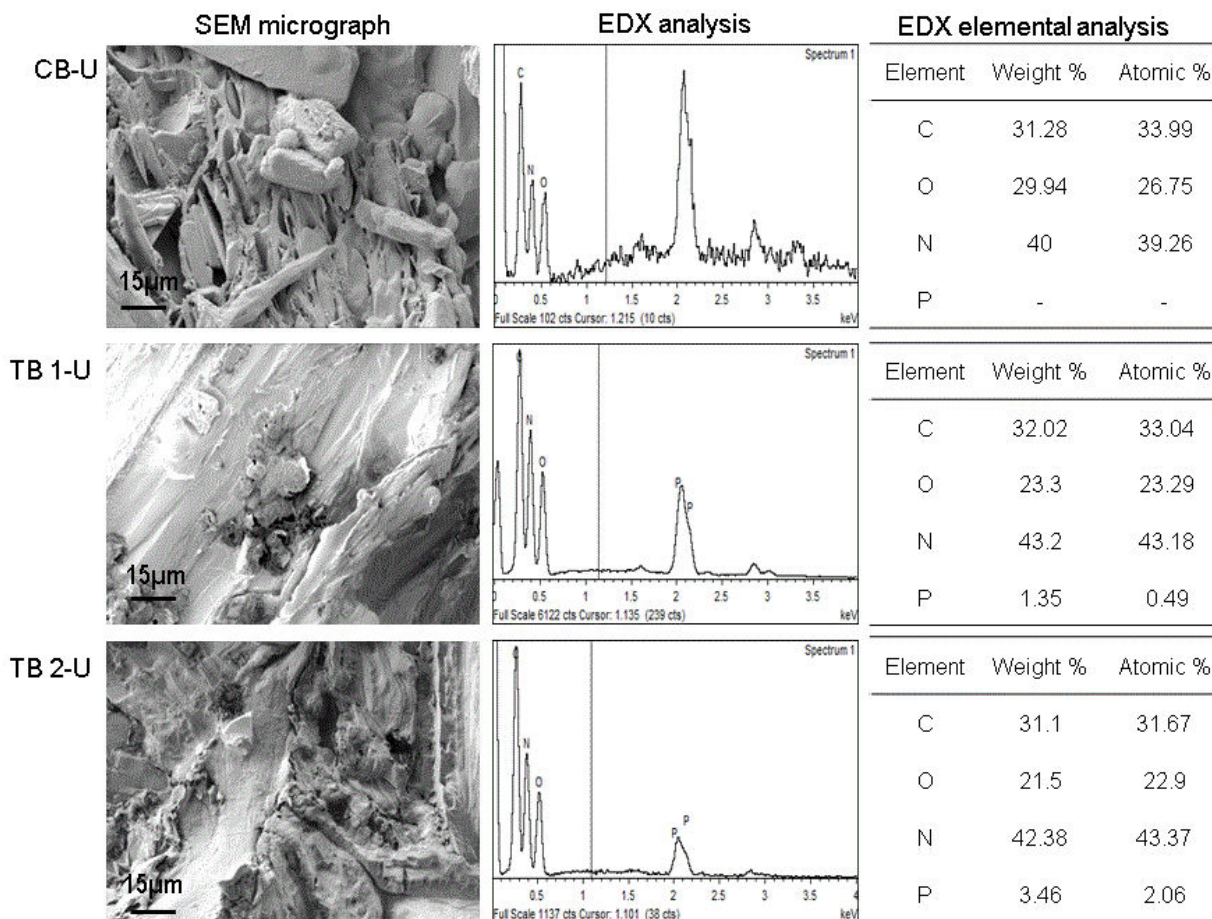 SEM micrograph EDX analysis EDX elemental analysis
CB-U
15µm
Spectrum 1
C
N
O
0.5 1 1.5 2 2.5 3 3.5
Full Scale 102 cts Cursor: 1.215 (10 cts) keV
Element Weight % Atomic %
C 31.28 33.99
O 29.94 26.75
N 40 39.26
P - -
TB 1-U
15µm
Spectrum 1
C
N
O
P
P
0.5 1 1.5 2 2.5 3 3.5
Full Scale 6122 cts Cursor: 1.135 (239 cts) keV
Element Weight % Atomic %
C 32.02 33.04
O 23.3 23.29
N 43.2 43.18
P 1.35 0.49
TB 2-U
15µm
Spectrum 1
N
O
P P
0.5 1 1.5 2 2.5 3 3.5 4
Full Scale 1137 cts Cursor: 1.101 (38 cts) keV
Element Weight % Atomic %
C 31.1 31.67
O 21.5 22.9
N 42.38 43.37
P 3.46 2.06